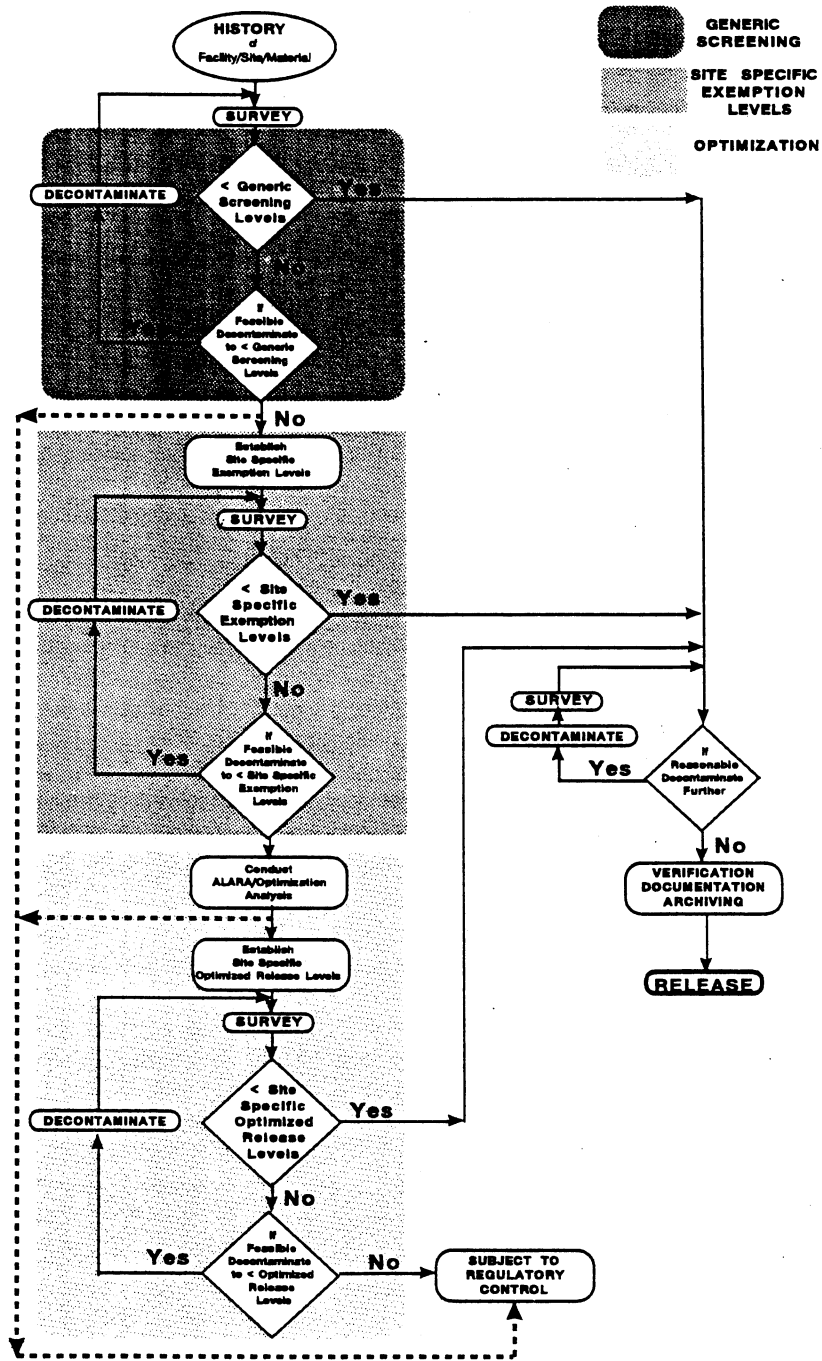 HISTORY
of
Facility/Site/Material
SURVEY
GENERIC
SCREENING
SITE SPECIFIC
EXEMPTION
LEVELS
OPTIMIZATION
DECONTAMINATE
< Generic
Screening
Levels
Yes
No
If
Feasible
Decontaminate
to < Generic
Screening
Levels
Yes
No
Establish
Site Specific
Exemption Levels
SURVEY
DECONTAMINATE
< Site
Specific
Exemption
Levels
Yes
No
If
Feasible
Decontaminate
to < Site Specific
Exemption
Levels
Yes
SURVEY
DECONTAMINATE
Yes
If
Reasonable
Decontaminate
Further
No
VERIFICATION
DOCUMENTATION
ARCHIVING
RELEASE
Conduct
ALARA/Optimization
Analysis
Establish
Site Specific
Optimized Release Levels
SURVEY
DECONTAMINATE
< Site
Specific
Optimized
Release
Levels
Yes
No
If
Feasible
Decontaminate
to < Optimized
Release
Levels
Yes
No
SUBJECT TO
REGULATORY
CONTROL